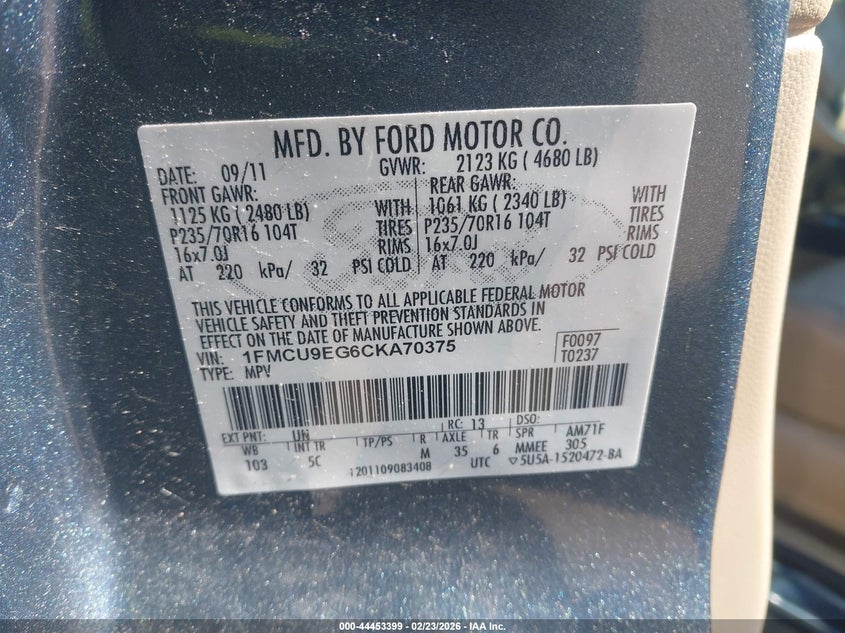 MFD. BY FORD MOTOR CO.
DATE: 09/11 GVWR: 2123 KG ( 4680 LB)
FRONT GAWR: REAR GAWR:
1125 KG ( 2480 LB) WITH 1061 KG ( 2340 LB) WITH
P235/70R16 104T TIRES P235/70R16 104T TIRES
16x7.0J RIMS 16x7.0J RIMS
AT 220 kPa/ 32 PSI COLD AT 220 kPa/ 32 PSI COLD
THIS VEHICLE CONFORMS TO ALL APPLICABLE FEDERAL MOTOR
VEHICLE SAFETY AND THEFT PREVENTION STANDARDS IN
EFFECT ON THE DATE OF MANUFACTURE SHOWN ABOVE.
VIN: 1FMCU9EG6CKA70375 F0097
TYPE: MPV T0237
EXT PNT: UN RC: 13 DSO:
WB INT TR TP/PS R AXLE TR SPR AM71F
103 5C M 35 6 MMEE 305
1201109083408 UTC ▽5U5A-1520472-BA
000-44453399 - 02/23/2026 - IAA Inc.